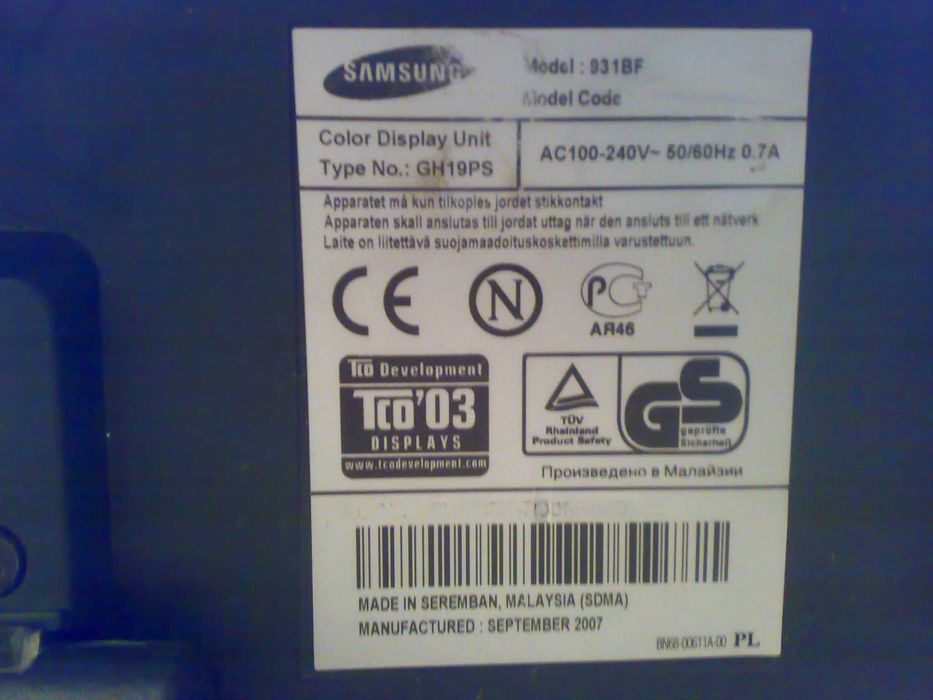 SAMSUNG
Model : 931BF
Model Code
Color Display Unit
Type No.: GH19PS
AC100-240V~ 50/60Hz 0.7A
Apparatet må kun tilkoples jordet stikkontakt
Apparaten skall anslutas till jordat uttag när den ansluts till ett nätverk
Laite on liitettävä suojamaadoituskoskettimilla varustettuun.
CE
N
PCT
АЯ46
TCO Development
TCO'03
DISPLAYS
www.tcodevelopment.com
TÜV
Rheinland
Product Safety
GS
geprüfte
Sicherheit
Произведено в Малайзии
MADE IN SEREMBAN, MALAYSIA (SDMA)
MANUFACTURED : SEPTEMBER 2007
BN68-00611A-00 PL